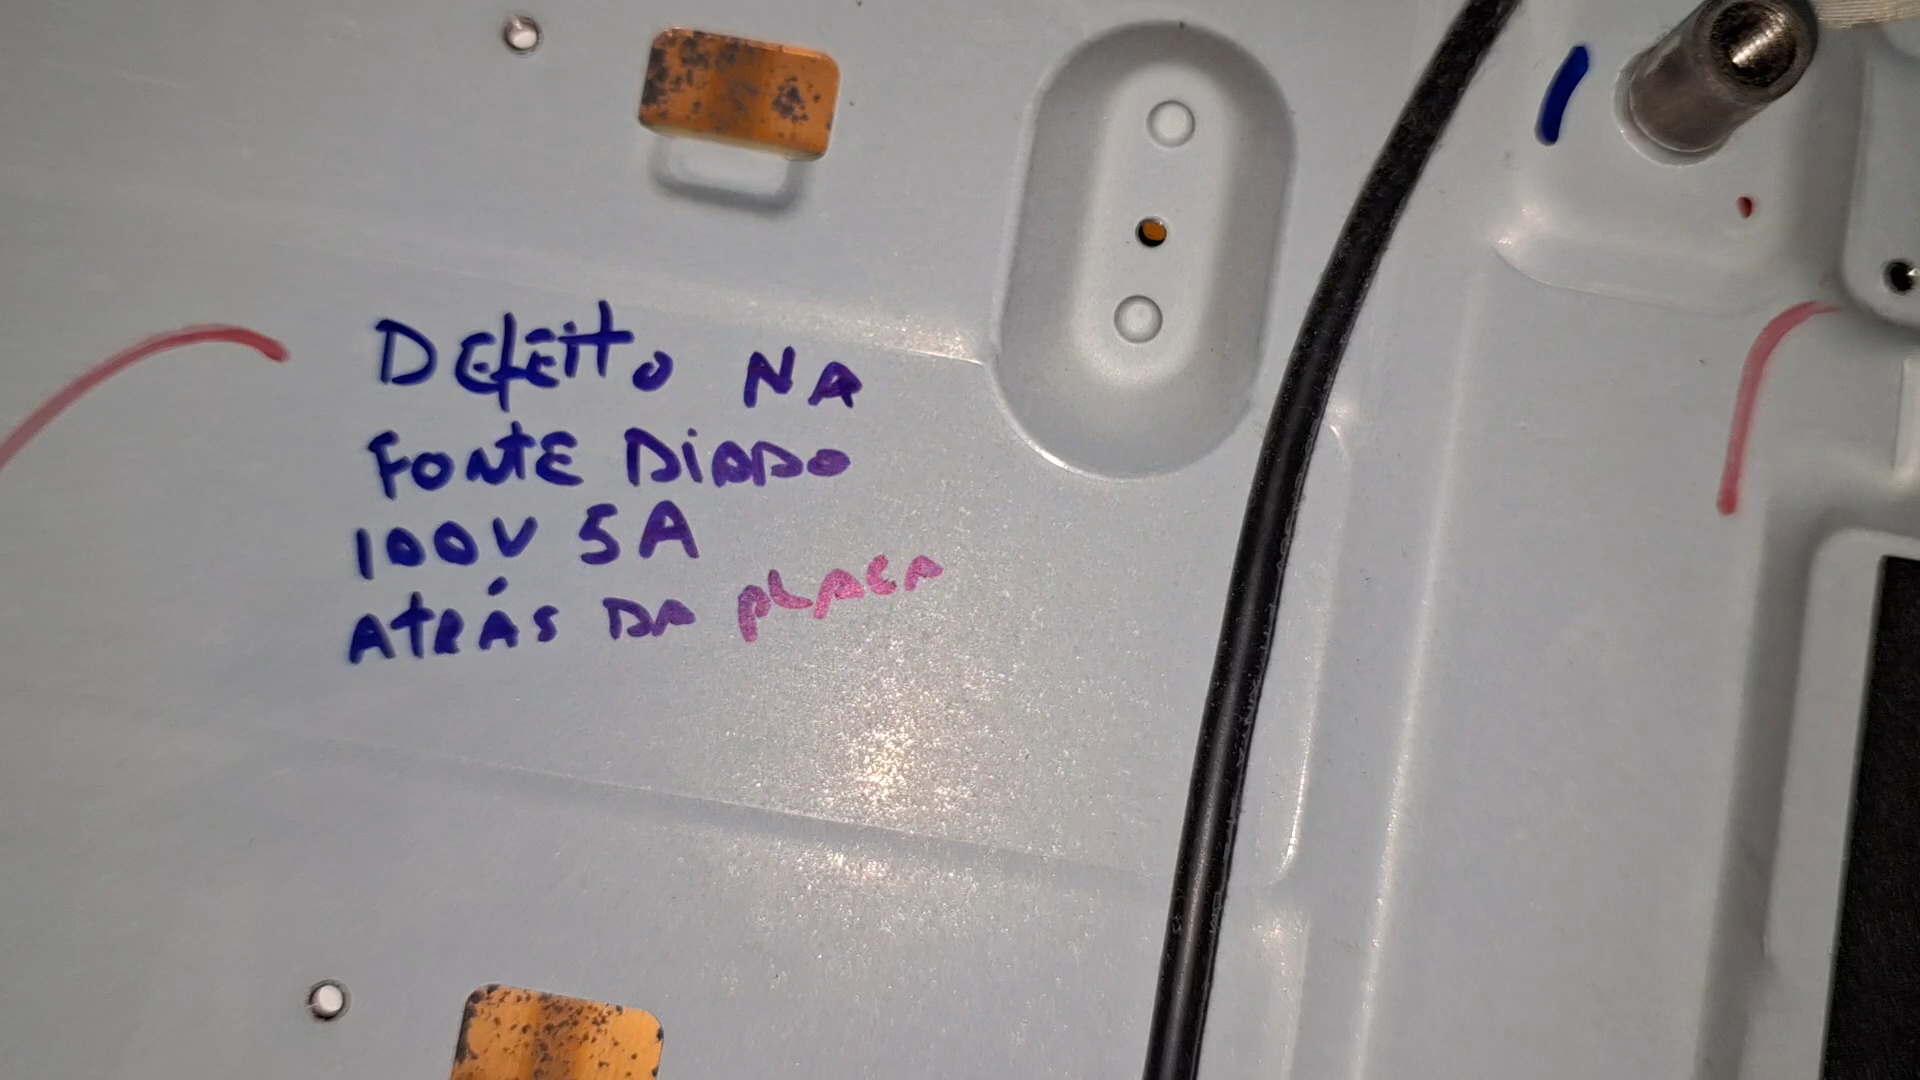 DEFEITO NA
FONTE DIODO
100V 5A
ATRÁS DA PLACA